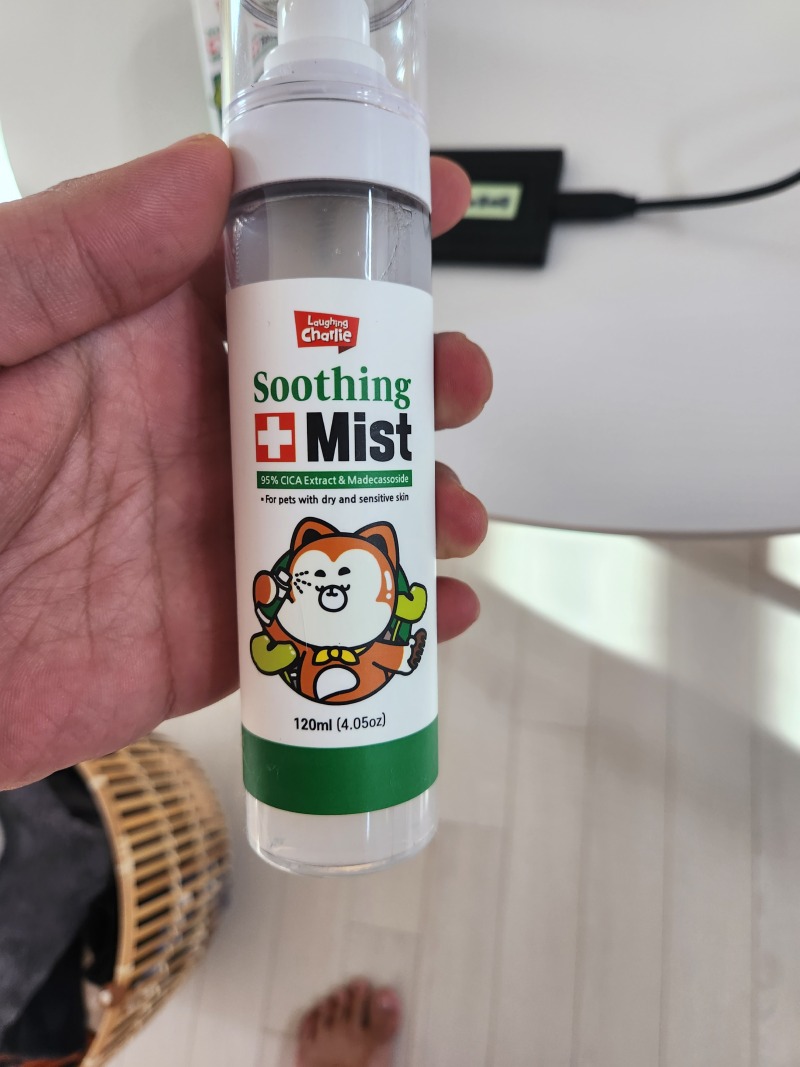 Laughing
Charlie
Soothing
Mist
95% CICA Extract & Madecassoside
• For pets with dry and sensitive skin
120ml (4.05oz)